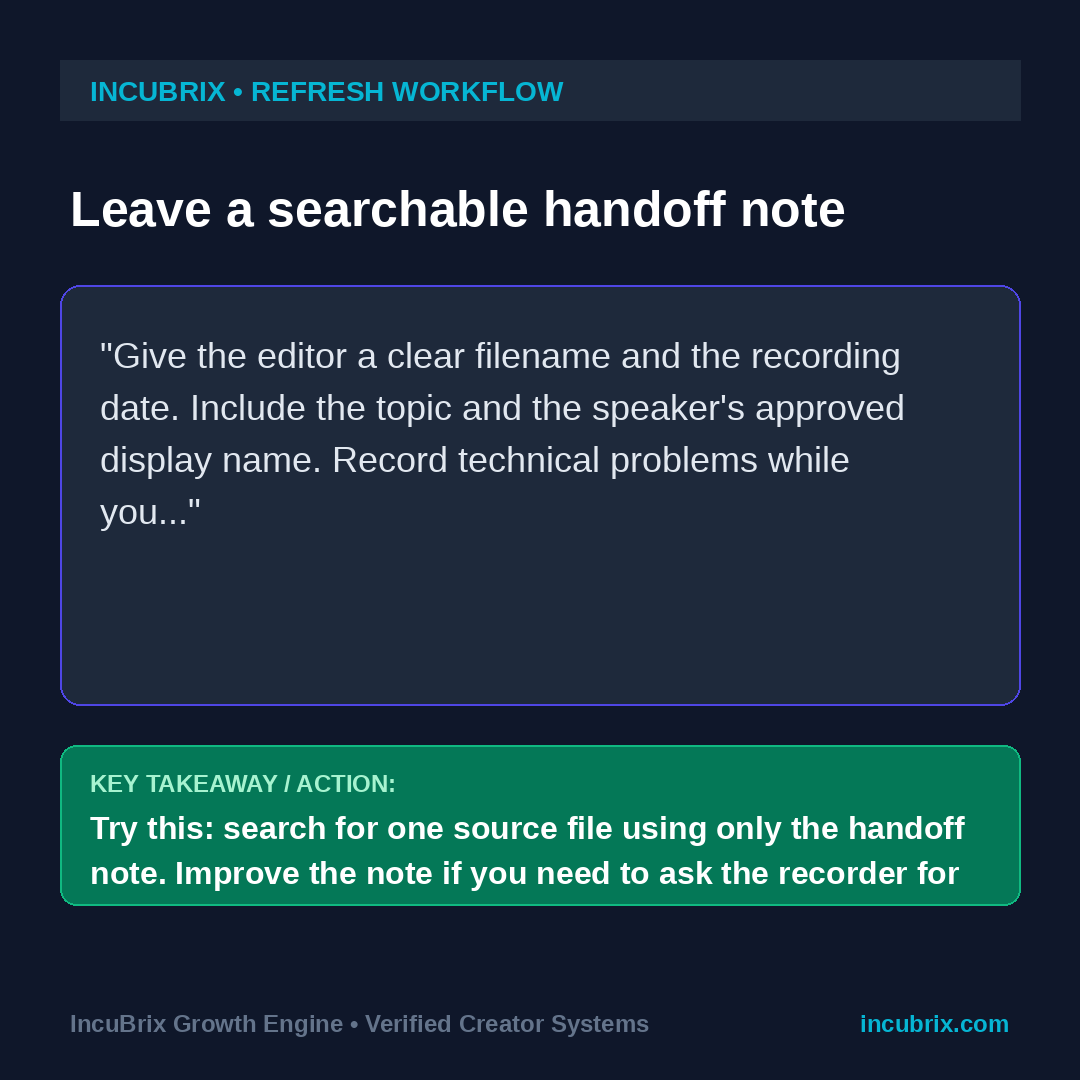 INCUBRIX • REFRESH WORKFLOW
Leave a searchable handoff note
"Give the editor a clear filename and the recording
date. Include the topic and the speaker's approved
display name. Record technical problems while
you..."
KEY TAKEAWAY / ACTION:
Try this: search for one source file using only the handoff
note. Improve the note if you need to ask the recorder for
IncuBrix Growth Engine • Verified Creator Systems
incubrix.com